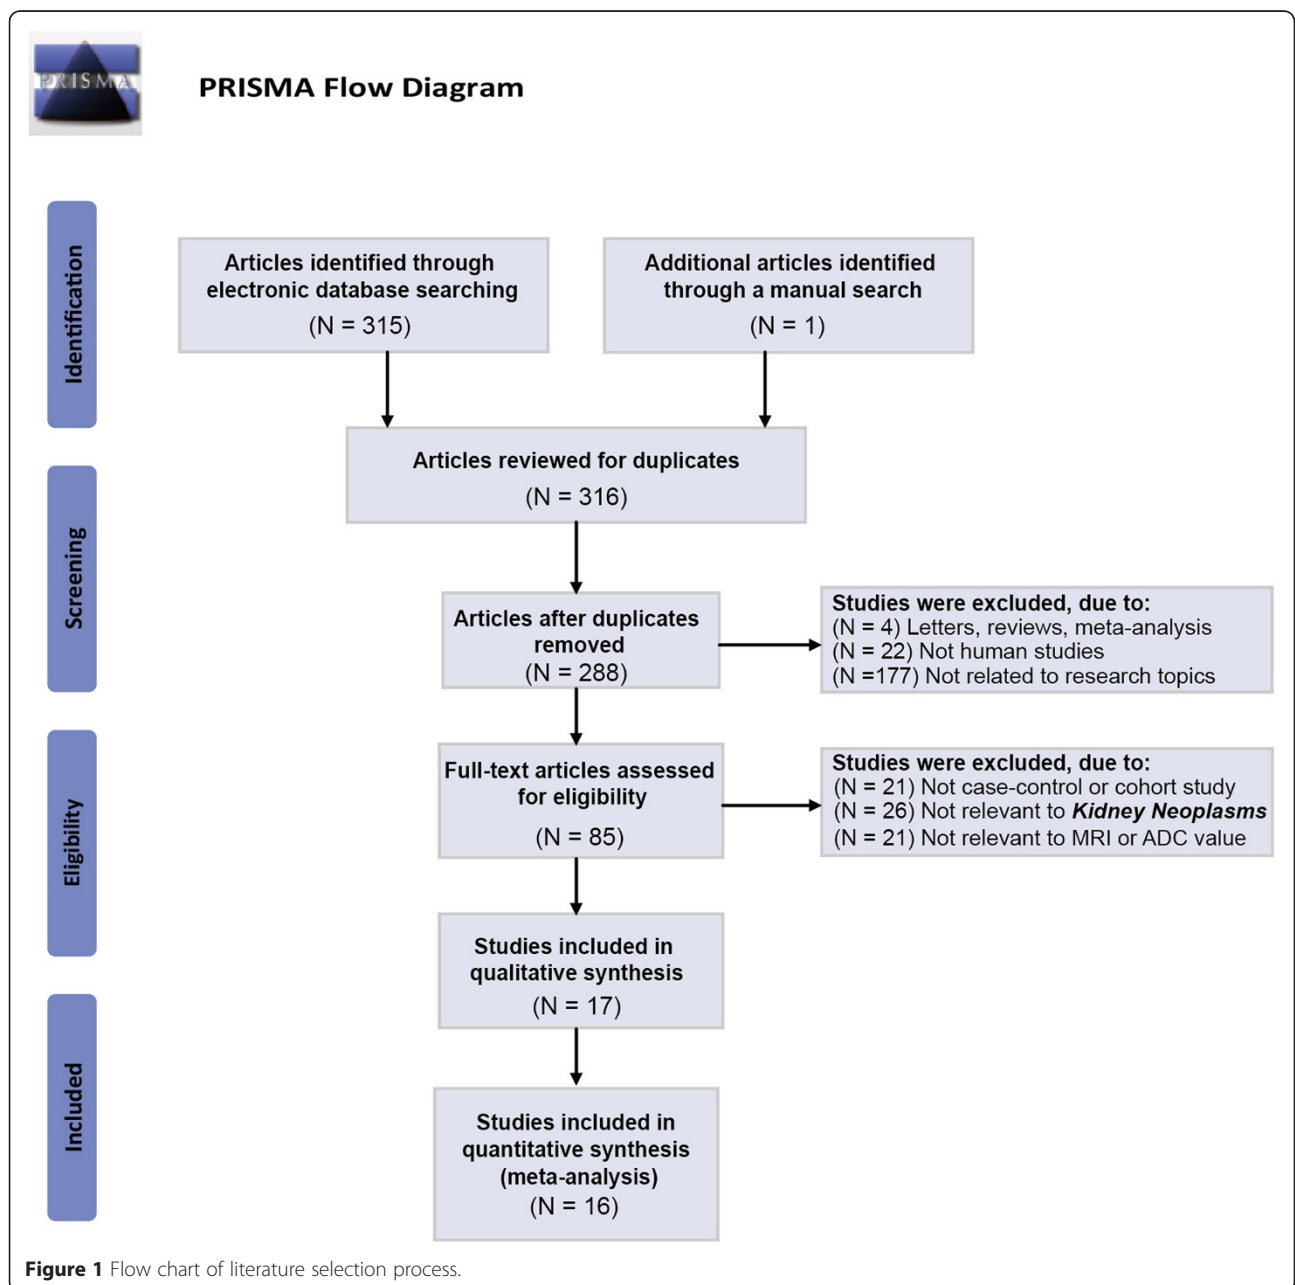 PRISMA
PRISMA Flow Diagram
Identification
Articles identified through
electronic database searching
(N = 315)
Additional articles identified
through a manual search
(N = 1)
Articles reviewed for duplicates
(N = 316)
Screening
Articles after duplicates
removed
(N = 288)
Studies were excluded, due to:
(N = 4) Letters, reviews, meta-analysis
(N = 22) Not human studies
(N =177) Not related to research topics
Eligibility
Full-text articles assessed
for eligibility
(N = 85)
Studies were excluded, due to:
(N = 21) Not case-control or cohort study
(N = 26) Not relevant to Kidney Neoplasms
(N = 21) Not relevant to MRI or ADC value
Studies included in
qualitative synthesis
(N = 17)
Included
Studies included in
quantitative synthesis
(meta-analysis)
(N = 16)
Figure 1 Flow chart of literature selection process.